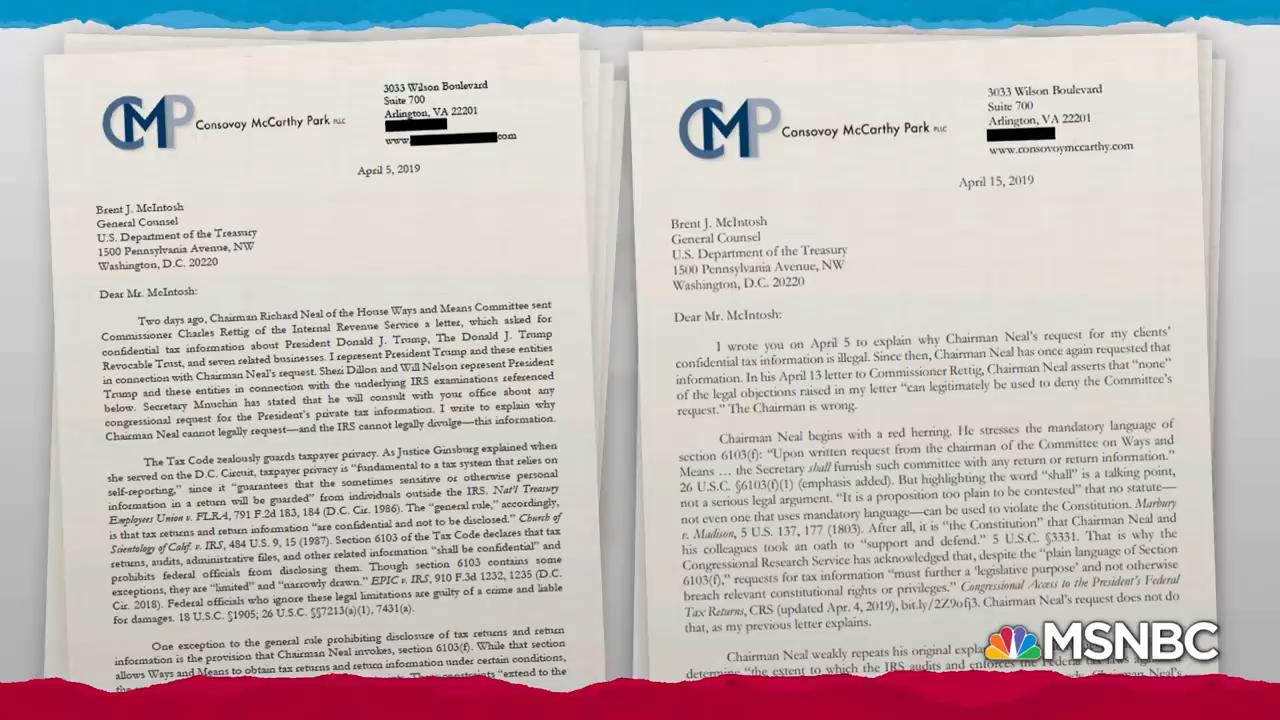 CMP
Consovoy McCarthy Park PLLC
3033 Wilson Boulevard
Suite 700
Arlington, VA 22201
www. com
April 5, 2019
Brent J. McIntosh
General Counsel
U.S. Department of the Treasury
1500 Pennsylvania Avenue, NW
Washington, D.C. 20220
Dear Mr. McIntosh:
Two days ago, Chairman Richard Neal of the House Ways and Means Committee sent
Commissioner Charles Rettig of the Internal Revenue Service a letter, which asked for
confidential tax information about President Donald J. Trump, The Donald J. Trump
Revocable Trust, and seven related businesses. I represent President Trump and these entities
in connection with Chairman Neal's request. Sheri Dillon and Will Nelson represent President
Trump and these entities in connection with the underlying IRS examinations referenced
below. Secretary Mnuchin has stated that he will consult with your office about any
congressional request for the President's private tax information. I write to explain why
Chairman Neal cannot legally request—and the IRS cannot legally divulge—this information.
The Tax Code zealously guards taxpayer privacy. As Justice Ginsburg explained when
she served on the D.C. Circuit, taxpayer privacy is "fundamental to a tax system that relies on
self-reporting," since it "guarantees that the sometimes sensitive or otherwise personal
information in a return will be guarded" from individuals outside the IRS. Nat'l Treasury
Employees Union v. FLRA, 791 F.2d 183, 184 (D.C. Cir. 1986). The "general rule," accordingly,
is that tax returns and return information "are confidential and not to be disclosed." Church of
Scientology of Calif. v. IRS, 484 U.S. 9, 15 (1987). Section 6103 of the Tax Code declares that tax
returns, audits, administrative files, and other related information "shall be confidential" and
prohibits federal officials from disclosing them. Though section 6103 contains some
exceptions, they are "limited" and "narrowly drawn." EPIC v. IRS, 910 F.3d 1232, 1235 (D.C.
Cir. 2018). Federal officials who ignore these legal limitations are guilty of a crime and liable
for damages. 18 U.S.C. §1905; 26 U.S.C. §§7213(a)(1), 7431(a).
One exception to the general rule prohibiting disclosure of tax returns and return
information is the provision that Chairman Neal invokes, section 6103(f). While that section
allows Ways and Means to obtain tax returns and return information under certain conditions,
"extend to the
CMP
Consovoy McCarthy Park PLLC
3033 Wilson Boulevard
Suite 700
Arlington, VA 22201
www.consovoymccarthy.com
April 15, 2019
Brent J. McIntosh
General Counsel
U.S. Department of the Treasury
1500 Pennsylvania Avenue, NW
Washington, D.C. 20220
Dear Mr. McIntosh:
I wrote you on April 5 to explain why Chairman Neal's request for my clients'
confidential tax information is illegal. Since then, Chairman Neal has once again requested that
information. In his April 13 letter to Commissioner Rettig, Chairman Neal asserts that "none"
of the legal objections raised in my letter "can legitimately be used to deny the Committee's
request." The Chairman is wrong.
Chairman Neal begins with a red herring. He stresses the mandatory language of
section 6103(f): "Upon written request from the chairman of the Committee on Ways and
Means … the Secretary shall furnish such committee with any return or return information."
26 U.S.C. §6103(f)(1) (emphasis added). But highlighting the word "shall" is a talking point,
not a serious legal argument. "It is a proposition too plain to be contested" that no statute—
not even one that uses mandatory language—can be used to violate the Constitution. Marbury
v. Madison, 5 U.S. 137, 177 (1803). After all, it is "the Constitution" that Chairman Neal and
his colleagues took an oath to "support and defend." 5 U.S.C. §3331. That is why the
Congressional Research Service has acknowledged that, despite the "plain language of Section
6103(f)," requests for tax information "must further a 'legislative purpose' and not otherwise
breach relevant constitutional rights or privileges." Congressional Access to the President's Federal
Tax Returns, CRS (updated Apr. 4, 2019), bit.ly/2Z9ofj3. Chairman Neal's request does not do
that, as my previous letter explains.
Chairman Neal weakly repeats his original
determine "the extent to which the IRS audits and enforces the Federal tax laws
Chairman Neal's
MSNBC